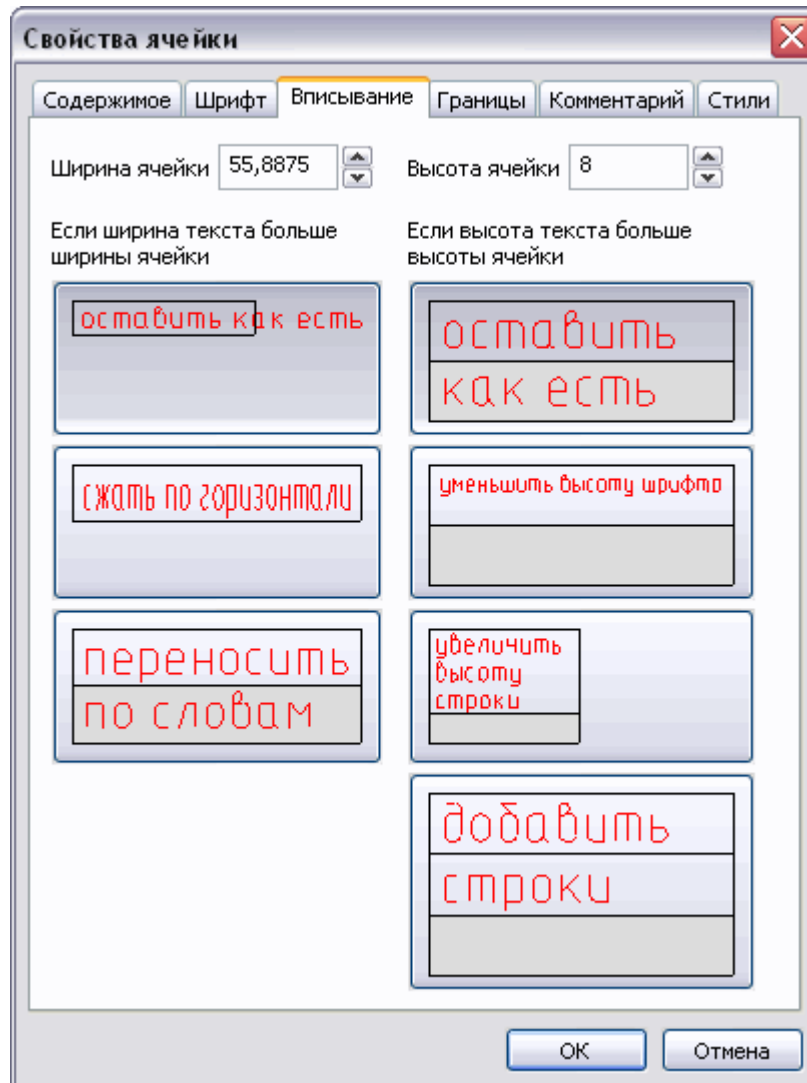 Свойства ячейки
Содержимое Шрифт Вписывание Границы Комментарий Стили
Ширина ячейки 55,8875 Высота ячейки 8
Если ширина текста больше
ширины ячейки
Если высота текста больше
высоты ячейки
оставить как есть
оставить
как есть
сжать по горизонтали
уменьшить высоту шрифта
переносить
по словам
увеличить
высоту
строки
добавить
строки
ОК Отмена